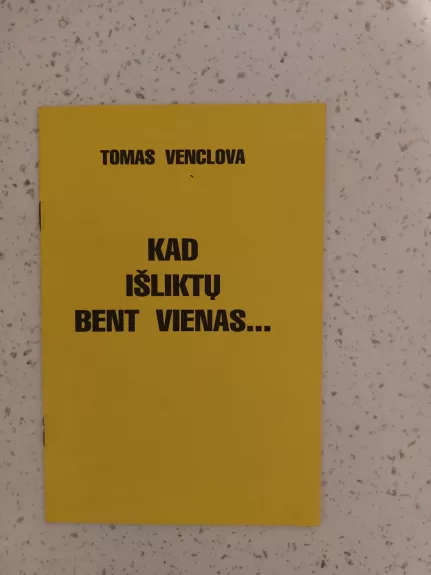 TOMAS VENCLOVA
KAD
IŠLIKTŲ
BENT VIENAS...